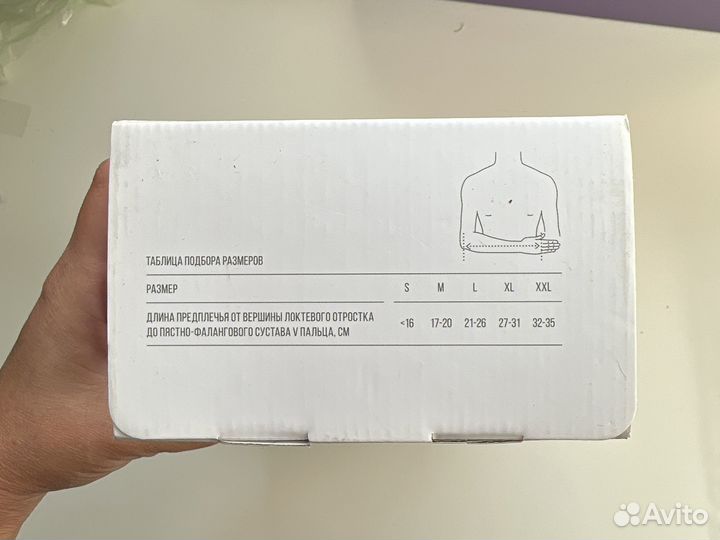 ТАБЛИЦА ПОДБОРА РАЗМЕРОВ
РАЗМЕР S M L XL XXL
ДЛИНА ПРЕДПЛЕЧЬЯ ОТ ВЕРШИНЫ ЛОКТЕВОГО ОТРОСТКА
ДО ПЯСТНО-ФАЛАНГОВОГО СУСТАВА V ПАЛЬЦА, СМ <16 17-20 21-26 27-31 32-35
Avito